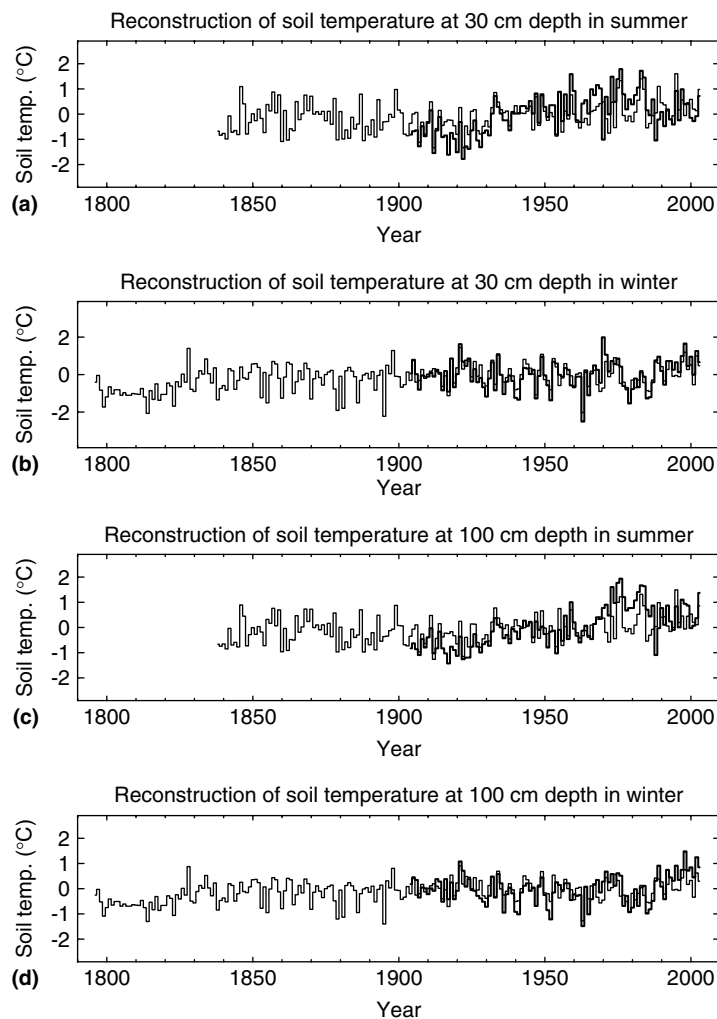 Reconstruction of soil temperature at 30 cm depth in summer
Soil temp. (°C)
2
1
0
-1
-2
1800 1850 1900 1950 2000
(a)
Year
Reconstruction of soil temperature at 30 cm depth in winter
Soil temp. (°C)
2
0
-2
1800 1850 1900 1950 2000
(b)
Year
Reconstruction of soil temperature at 100 cm depth in summer
Soil temp. (°C)
2
1
0
-1
-2
1800 1850 1900 1950 2000
(c)
Year
Reconstruction of soil temperature at 100 cm depth in winter
Soil temp. (°C)
2
1
0
-1
-2
1800 1850 1900 1950 2000
(d)
Year